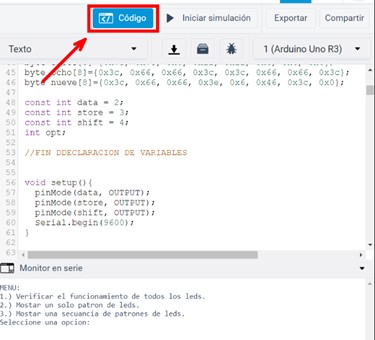 Código
Iniciar simulación
Exportar
Compartir
Texto
1 (Arduino Uno R3)
45 byte ocho[8]={0x3c, 0x66, 0x66, 0x3c, 0x3c, 0x66, 0x66, 0x3c};
46 byte nueve[8]={0x3c, 0x66, 0x66, 0x3e, 0x6, 0x46, 0x3c, 0x0};
47
48 const int data = 2;
49 const int store = 3;
50 const int shift = 4;
51 int opt;
52
53 //FIN DDECLARACION DE VARIABLES
54
55
56 void setup(){
57 pinMode(data, OUTPUT);
58 pinMode(store, OUTPUT);
59 pinMode(shift, OUTPUT);
60 Serial.begin(9600);
61 }
62
63
Monitor en serie
MENU:
1.) Verificar el funcionamiento de todos los leds.
2.) Mostar un solo patron de leds.
3.) Mostar una secuancia de patrones de leds.
Seleccione una opcion: